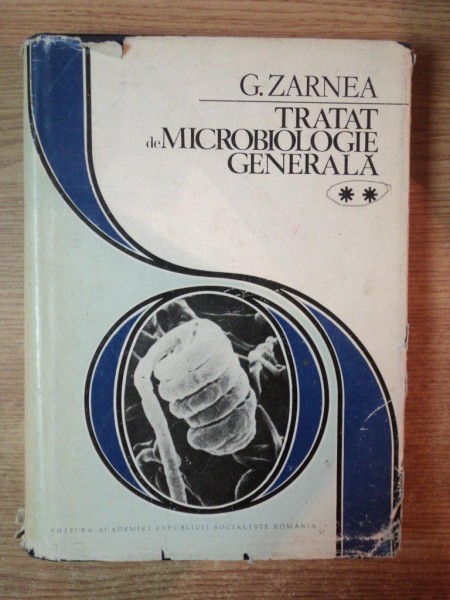 G. ZARNEA
TRATAT
de MICROBIOLOGIE
GENERALĂ
**
EDITURA ACADEMIEI REPUBLICII SOCIALISTE ROMÂNIA